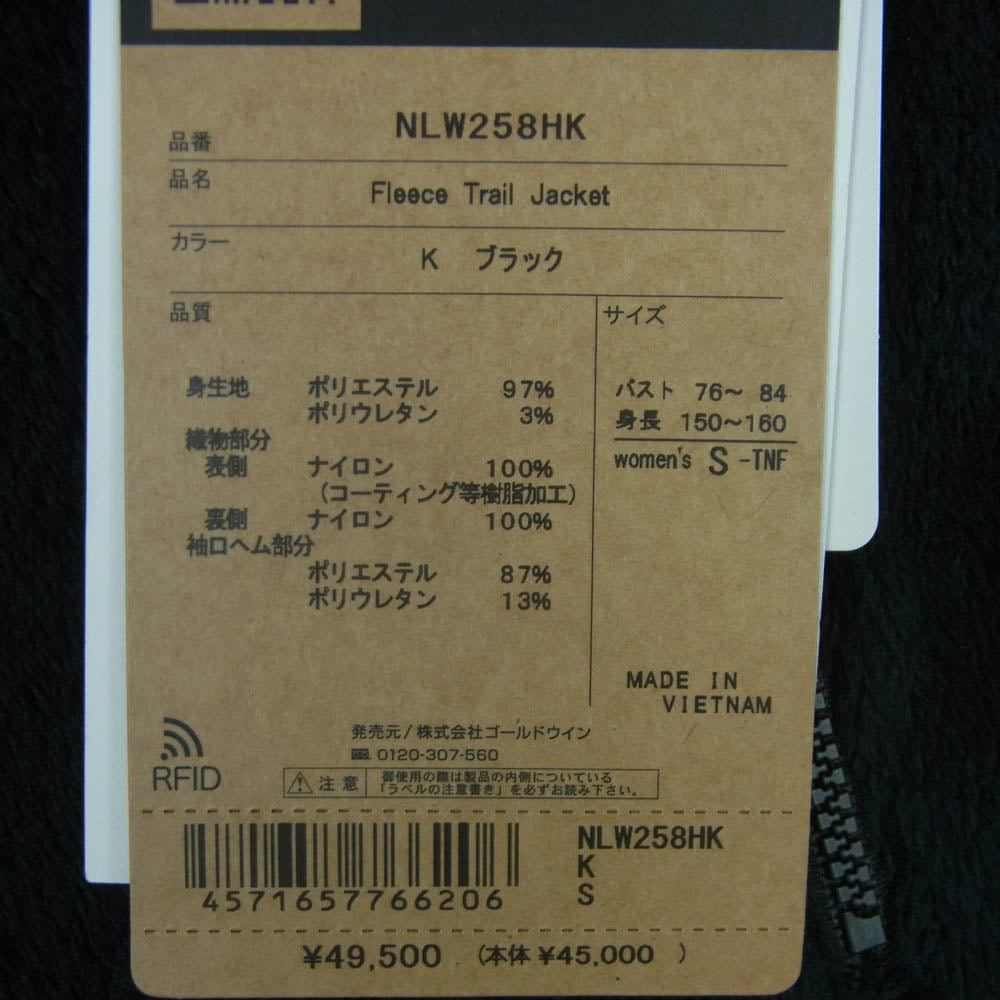 品番 NLW258HK
品名 Fleece Trail Jacket
カラー K ブラック
品質
身生地 ポリエステル 97%
ポリウレタン 3%
織物部分
表側 ナイロン 100%
(コーティング等樹脂加工)
裏側 ナイロン 100%
袖口ヘム部分
ポリエステル 87%
ポリウレタン 13%
サイズ
バスト 76〜 84
身長 150〜160
women's S -TNF
MADE IN
VIETNAM
RFID
発売元/株式会社ゴールドウイン
0120-307-560
注意
御使用の際は製品の内側についている
「ラベルの注意書き」を必ずお読み下さい。
4571657766206
NLW258HK
K
S
¥49,500 (本体 ¥45,000 )